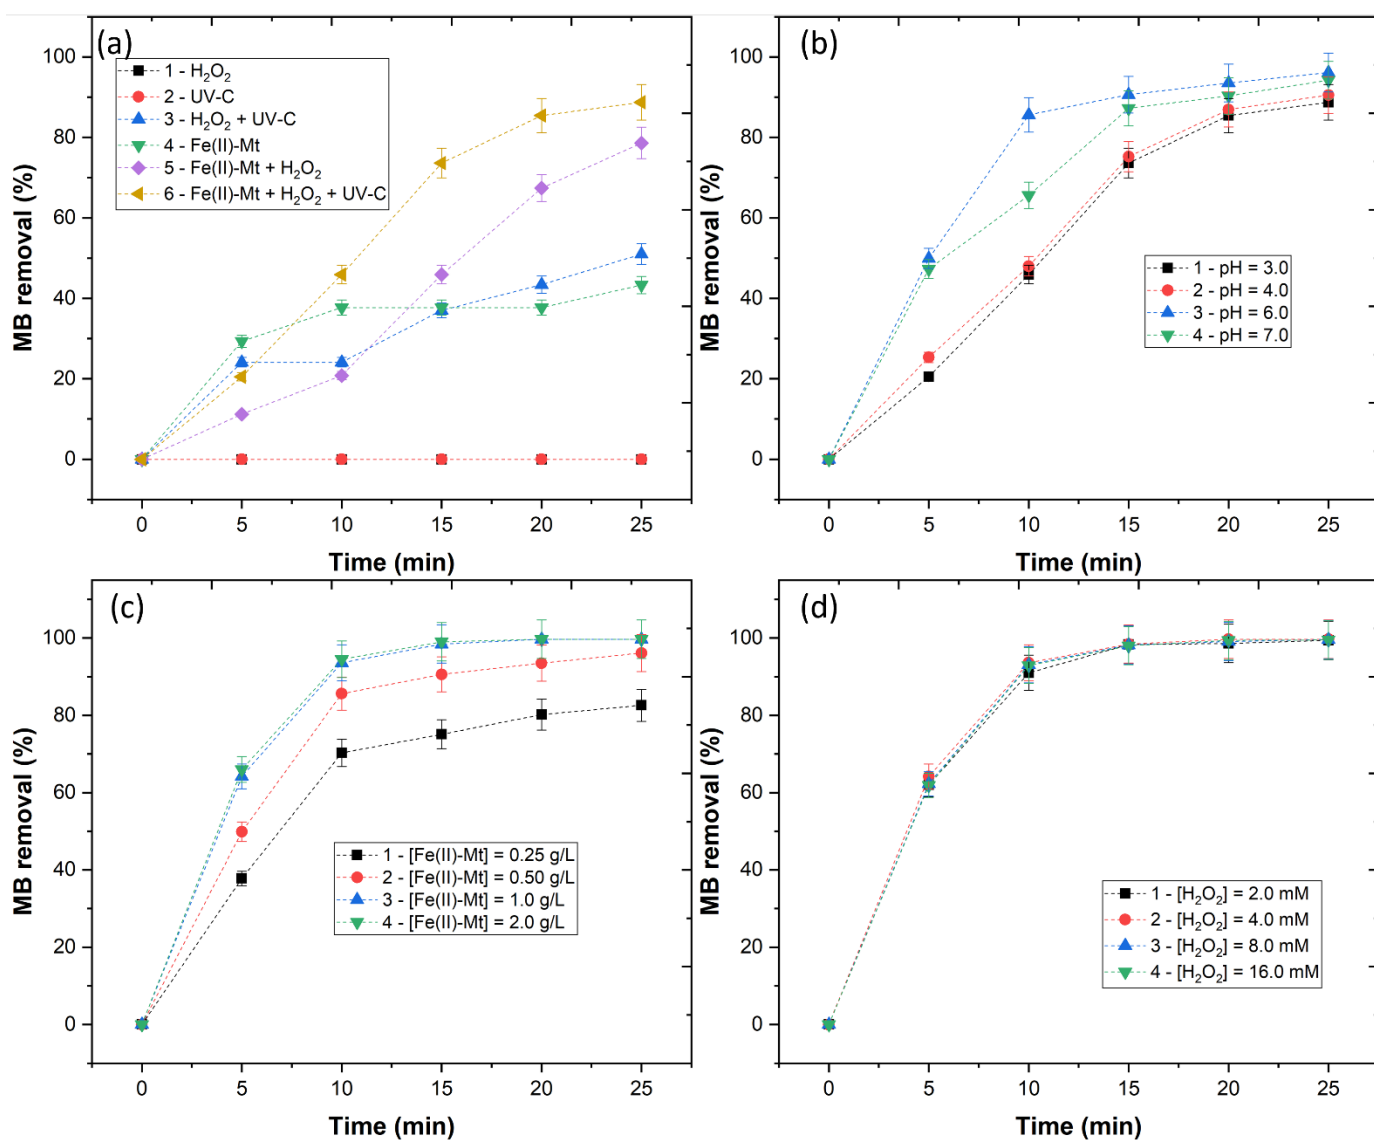 (a)
1 - H₂O₂
2 - UV-C
3 - H₂O₂ + UV-C
4 - Fe(II)-Mt
5 - Fe(II)-Mt + H₂O₂
6 - Fe(II)-Mt + H₂O₂ + UV-C
MB removal (%)
100
80
60
40
20
0
0 5 10 15 20 25
Time (min)
(b)
1 - pH = 3.0
2 - pH = 4.0
3 - pH = 6.0
4 - pH = 7.0
MB removal (%)
100
80
60
40
20
0
0 5 10 15 20 25
Time (min)
(c)
1 - [Fe(II)-Mt] = 0.25 g/L
2 - [Fe(II)-Mt] = 0.50 g/L
3 - [Fe(II)-Mt] = 1.0 g/L
4 - [Fe(II)-Mt] = 2.0 g/L
MB removal (%)
100
80
60
40
20
0
0 5 10 15 20 25
Time (min)
(d)
1 - [H₂O₂] = 2.0 mM
2 - [H₂O₂] = 4.0 mM
3 - [H₂O₂] = 8.0 mM
4 - [H₂O₂] = 16.0 mM
MB removal (%)
100
80
60
40
20
0
0 5 10 15 20 25
Time (min)